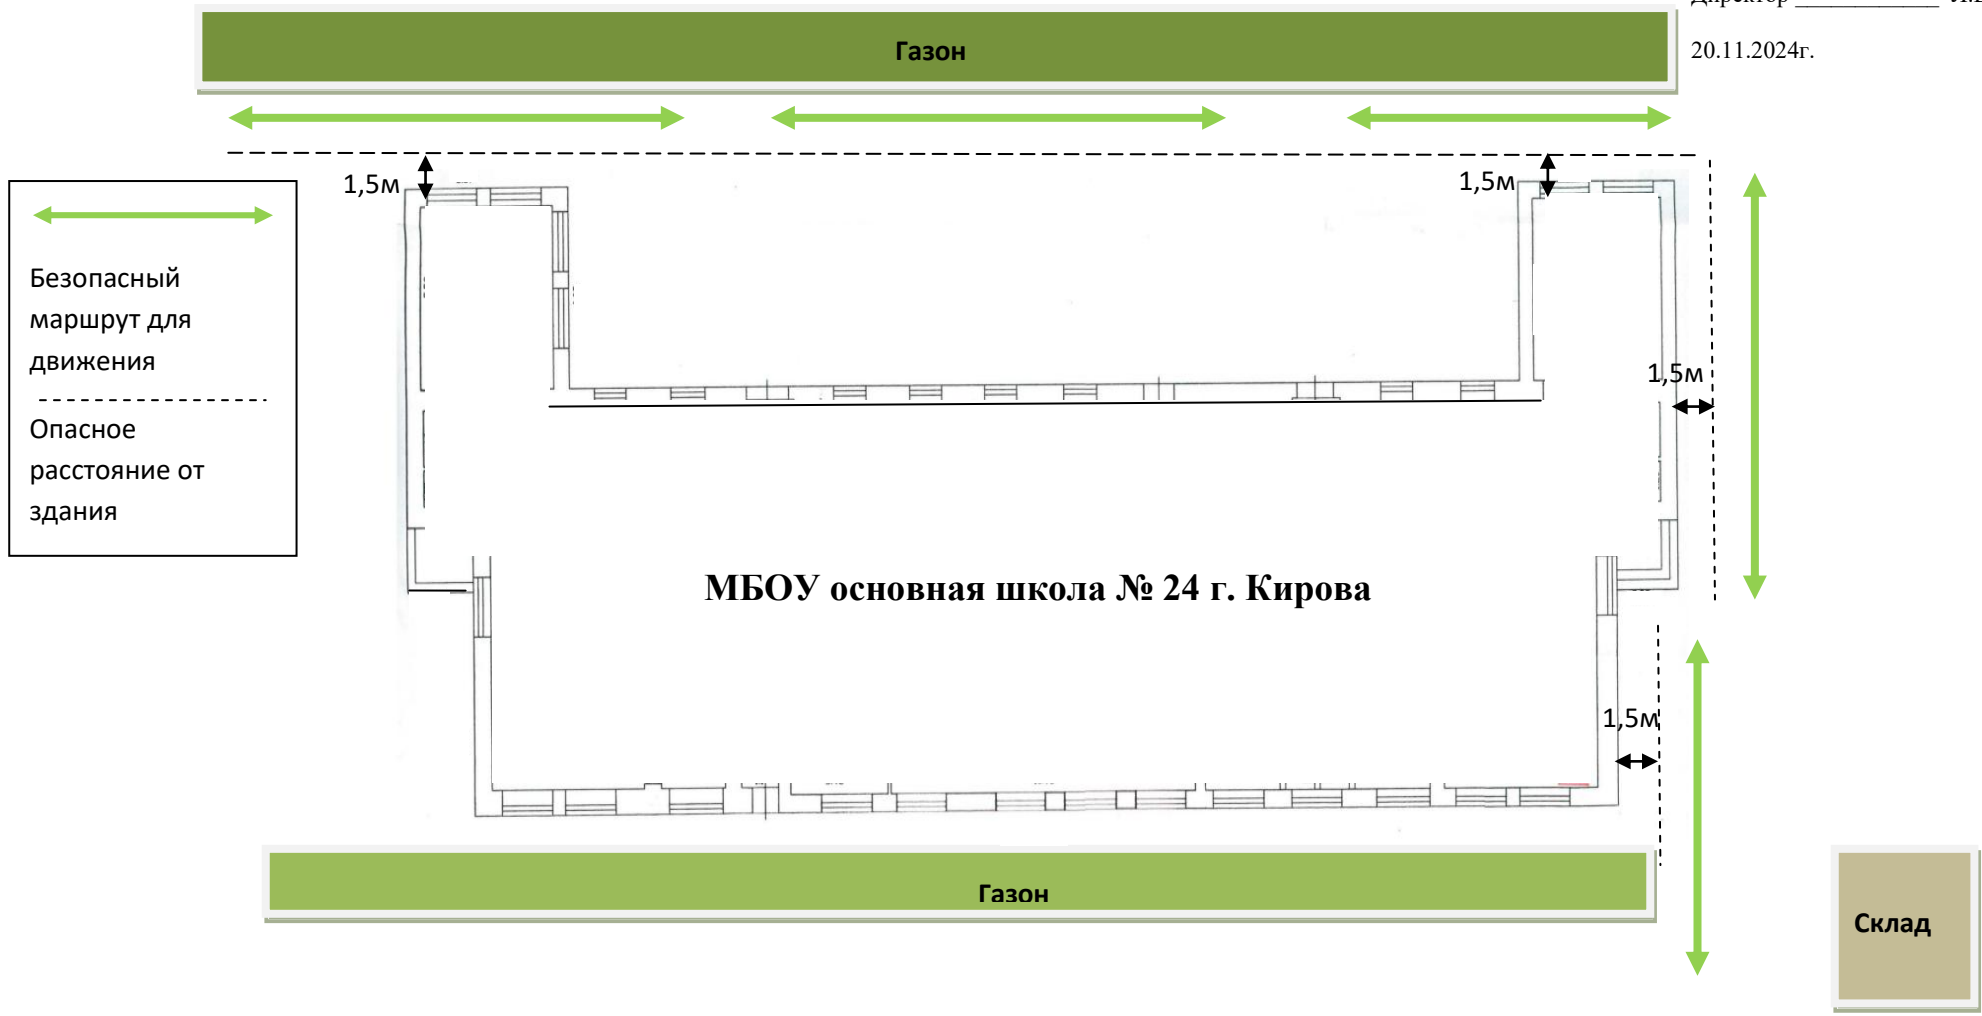 Директор
20.11.2024г.
Газон
1,5м
1,5м
Безопасный
маршрут для
движения
Опасное
расстояние от
здания
1,5м
МБОУ основная школа № 24 г. Кирова
1,5м
Газон
Склад